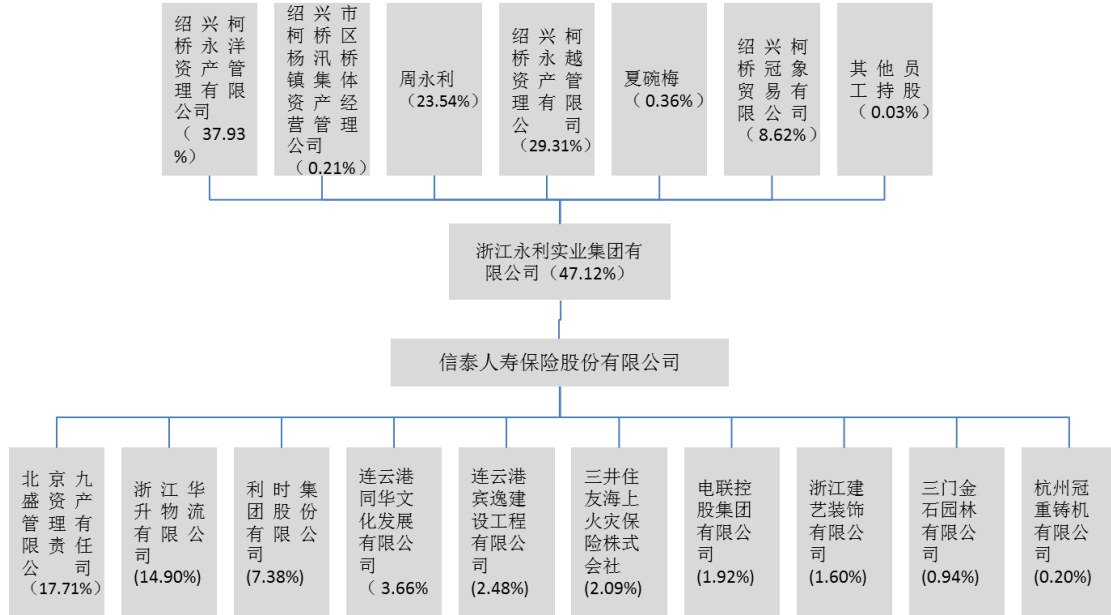 绍兴柯
桥永洋
资产管
理有限
公司
（37.93
%）
绍兴市
柯桥区
杨汛桥
镇集体
资产经
营管理
公司
（0.21%）
周永利
（23.54%）
绍兴柯
桥永越
资产管
理有限
公司
（29.31%）
夏碗梅
（0.36%）
绍兴柯
桥冠象
贸易有
限公司
（8.62%）
其他员
工持股
（0.03%）
浙江永利实业集团有
限公司（47.12%）
信泰人寿保险股份有限公司
北京九
盛资产
管理有
限责任
公司
（17.71%）
浙江华
升物流
有限公
司
(14.90%)
利时集
团股份
有限公
司
(7.38%)
连云港
同华文
化发展
有限公
司
（3.66%
连云港
宾逸建
设工程
有限公
司
(2.48%)
三井住
友海上
火灾保
险株式
会社
(2.09%)
电联控
股集团
有限公
司
(1.92%)
浙江建
艺装饰
有限公
司
(1.60%)
三门金
石园林
有限公
司
(0.94%)
杭州冠
重铸机
有限公
司
(0.20%)